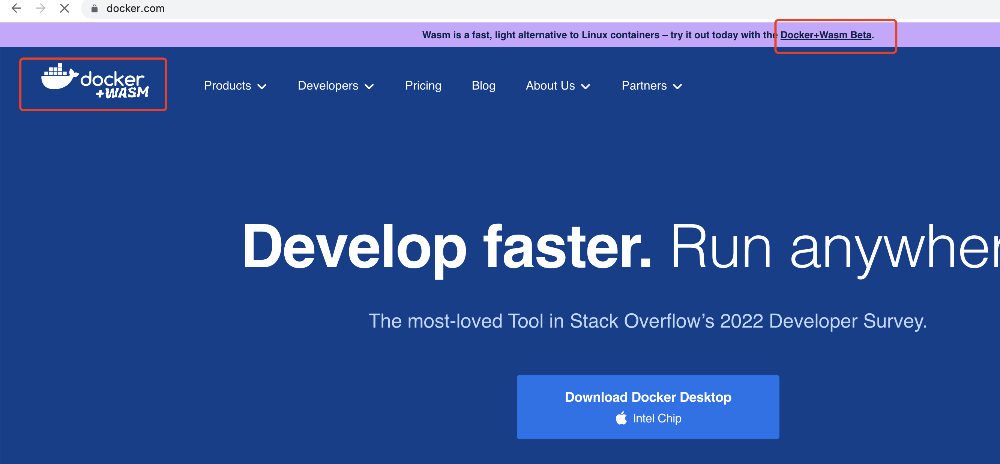 docker.com
Wasm is a fast, light alternative to Linux containers – try it out today with the Docker+Wasm Beta.
docker
+WASM
Products Developers Pricing Blog About Us Partners
Develop faster. Run anywher
The most-loved Tool in Stack Overflow’s 2022 Developer Survey.
Download Docker Desktop
Intel Chip